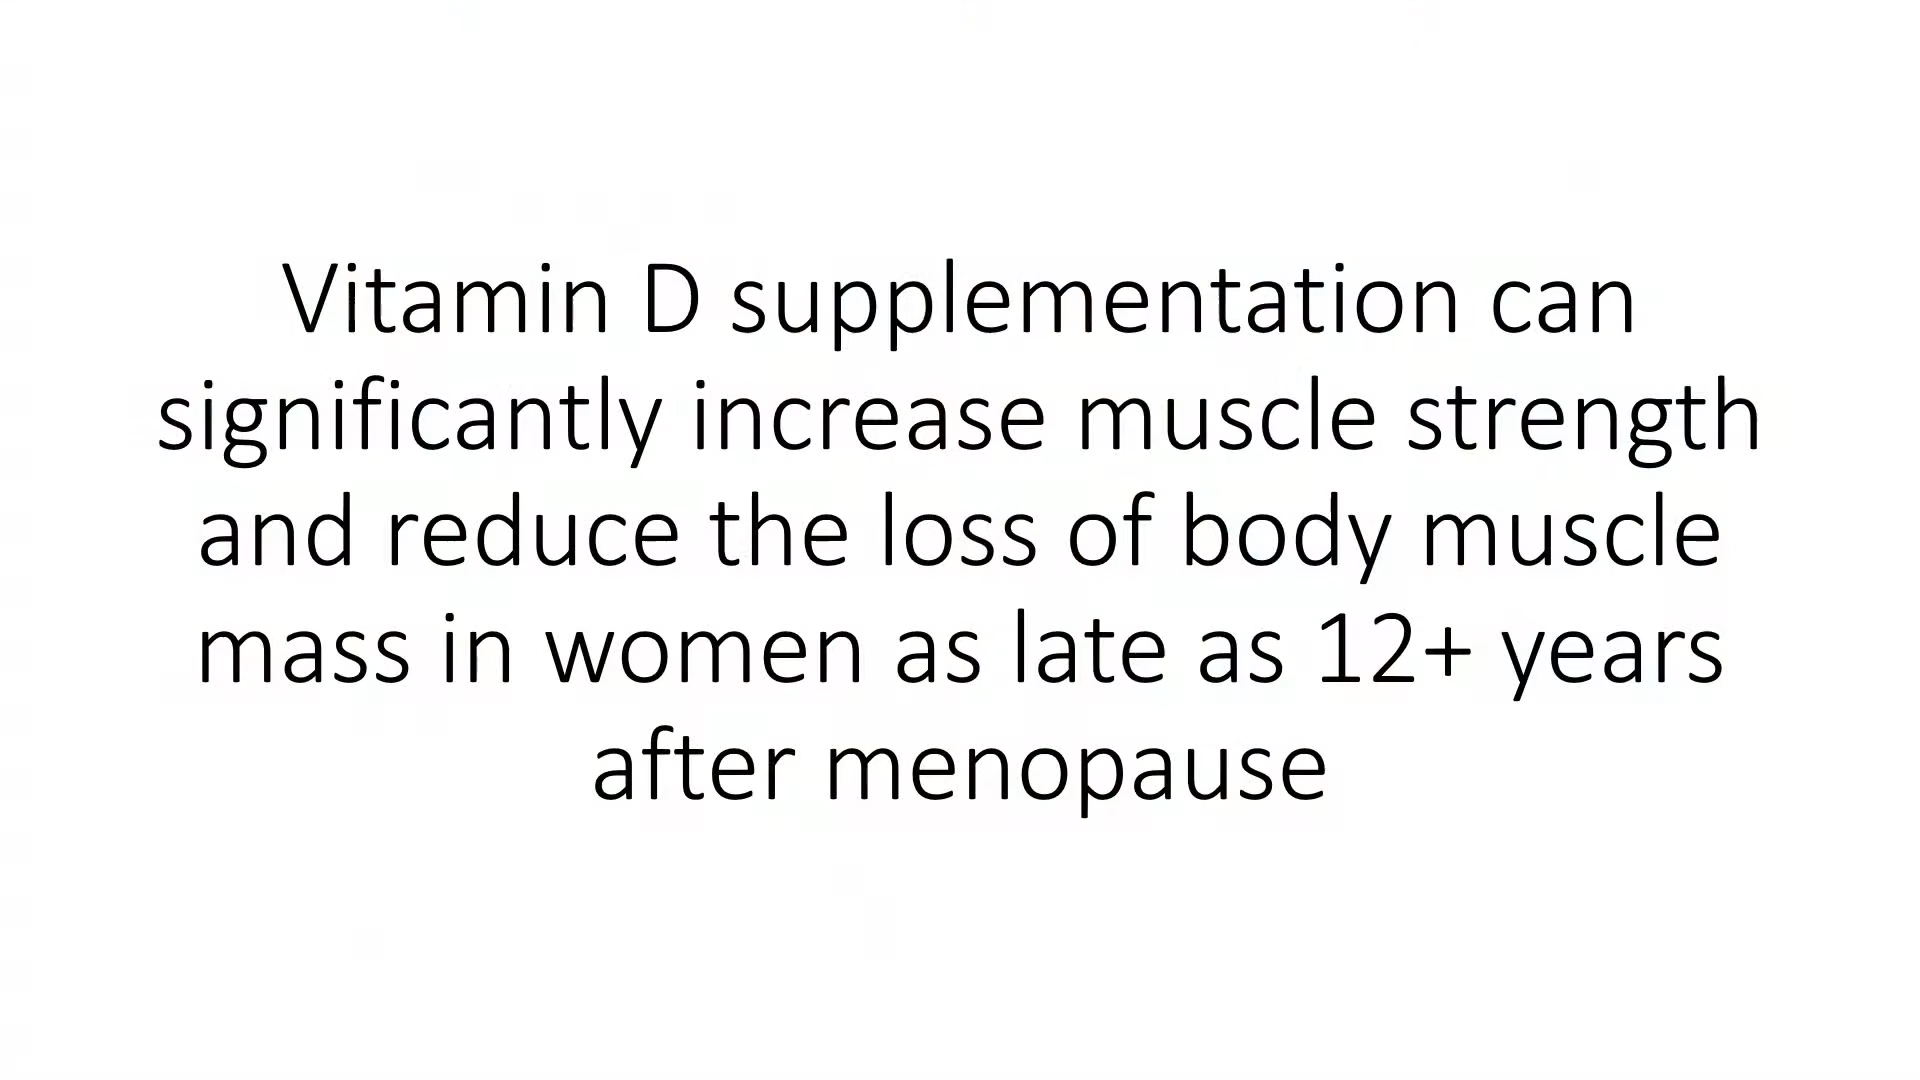 Vitamin D supplementation can
significantly increase muscle strength
and reduce the loss of body muscle
mass in women as late as 12+ years
after menopause